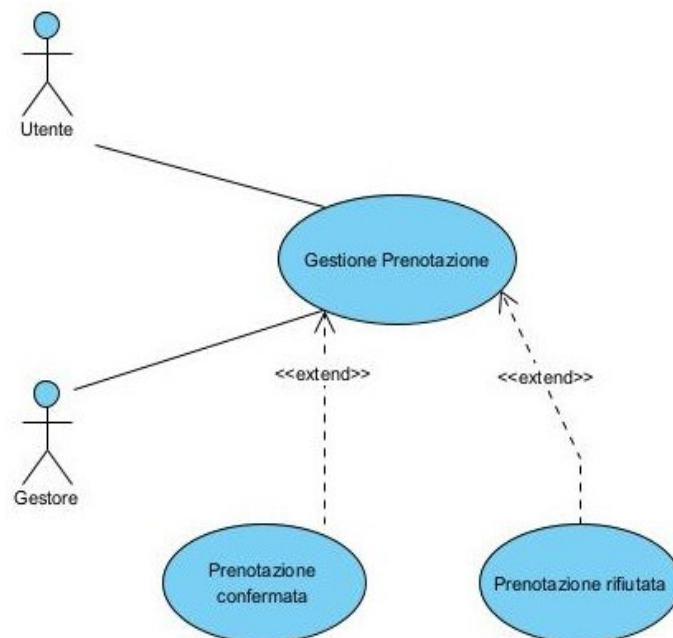 Utente
Gestione Prenotazione
<<extend>>
<<extend>>
Gestore
Prenotazione
confermata
Prenotazione rifiutata